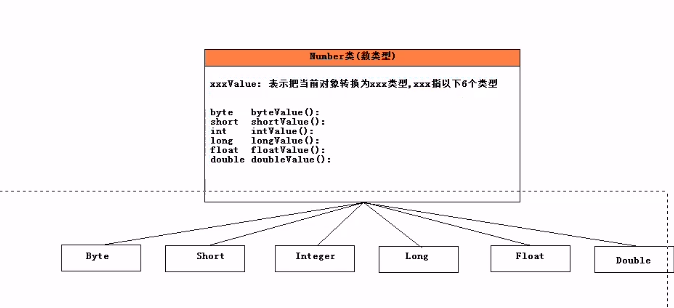 Number类(数类型)
xxxValue: 表示把当前对象转换为xxx类型,xxx指以下6个类型
byte byteValue():
short shortValue():
int intValue():
long longValue():
float floatValue():
double doubleValue():
Byte Short Integer Long Float Double